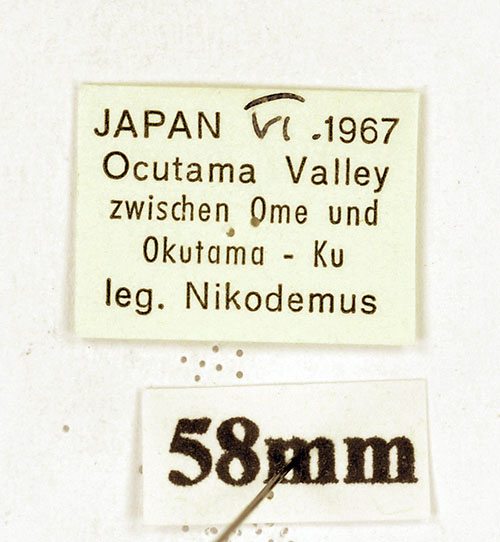 JAPAN VI .1967
Ocutama Valley
zwischen Ome und
Okutama - Ku
leg. Nikodemus
58mm